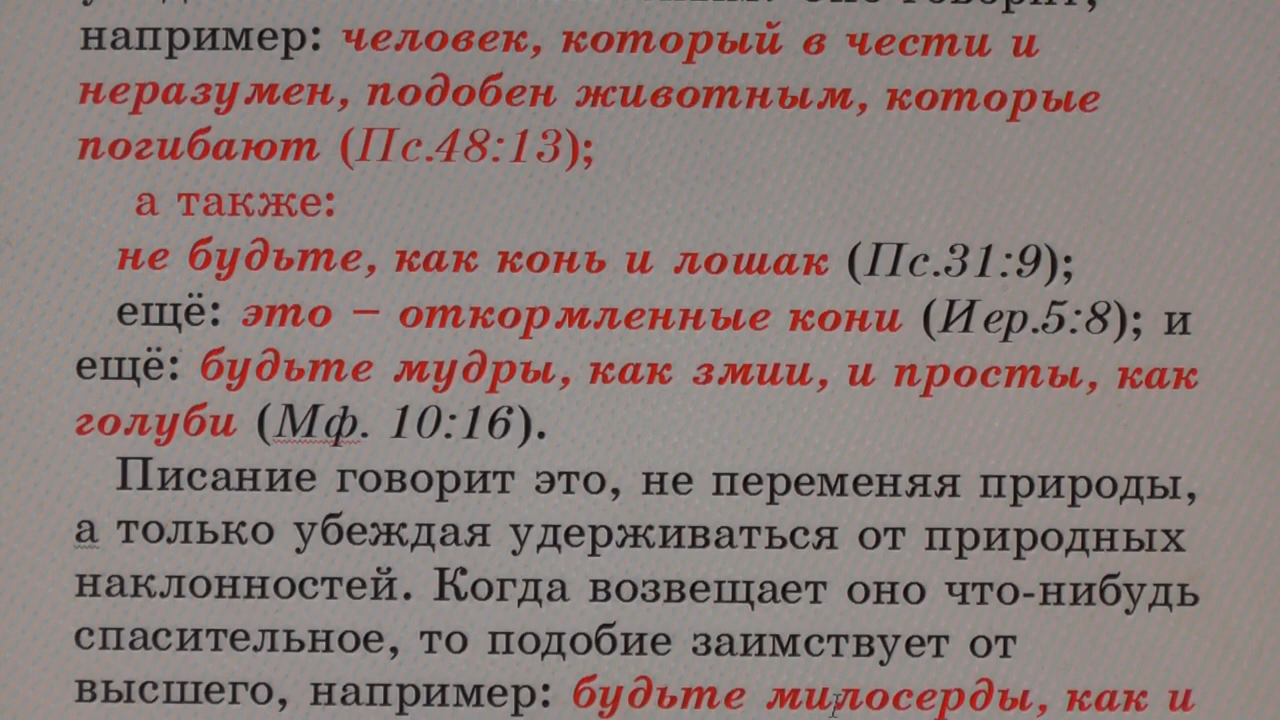 например: человек, который в чести и
неразумен, подобен животным, которые
погибают (Пс.48:13);
а также:
не будьте, как конь и лошак (Пс.31:9);
ещё: это – откормленные кони (Иер.5:8); и
ещё: будьте мудры, как змии, и просты, как
голуби (Мф. 10:16).
Писание говорит это, не переменяя природы,
а только убеждая удерживаться от природных
наклонностей. Когда возвещает оно что-нибудь
спасительное, то подобие заимствует от
высшего, например: будьте милосерды, как и